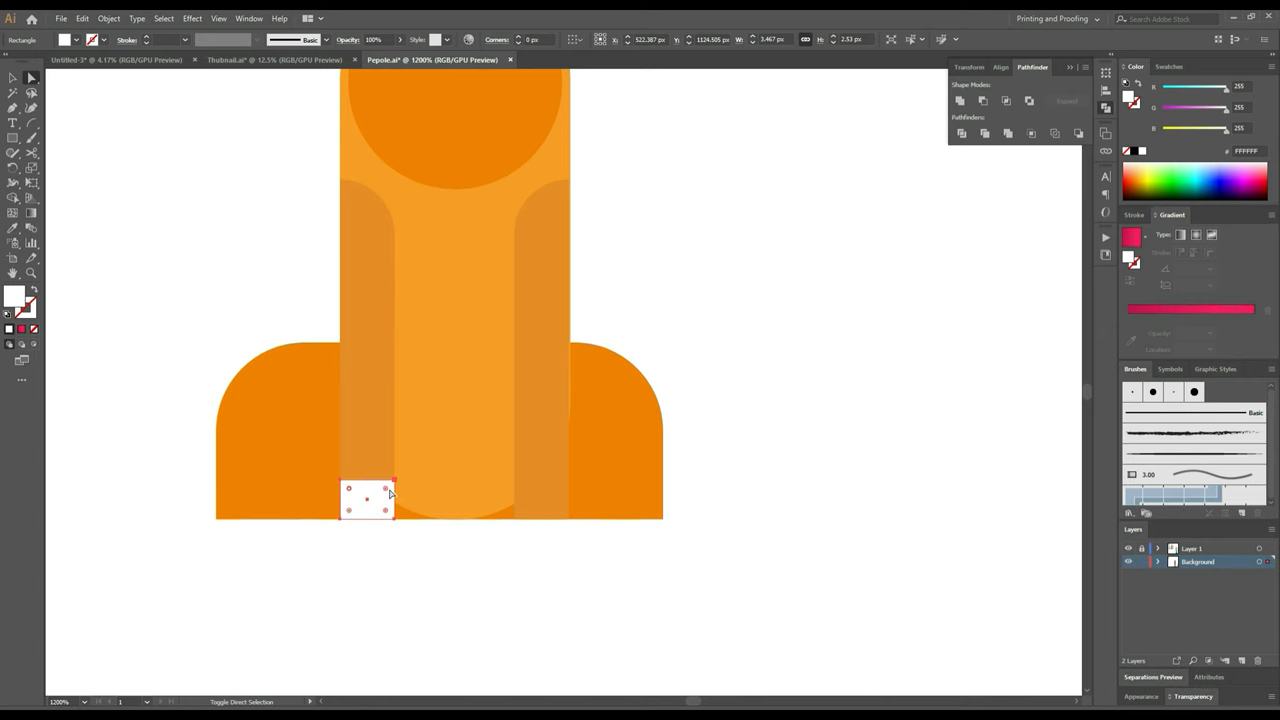 Ai File Edit Object Type Select Effect View Window Help Printing and Proofing Search Adobe Stock
Rectangle Stroke: Basic Opacity: 100% Style: Corners: 0 px X: 522.387 px Y: 1124.505 px W: 3.467 px H: 2.53 px
Untitled-3* @ 4.17% (RGB/GPU Preview) × Thubnail.ai* @ 12.5% (RGB/GPU Preview) × Pepole.ai* @ 1200% (RGB/GPU Preview) ×
Transform Align Pathfinder
Shape Modes:
Expand
Pathfinders:
Color Swatches
R 255
G 255
B 255
# FFFFFF
Stroke Gradient
Type:
Stroke:
Opacity:
Location:
Brushes Symbols Graphic Styles
Basic
3.00
Layers
Layer 1
Background
2 Layers
Separations Preview Attributes
Appearance Transparency
1200% 1 Toggle Direct Selection